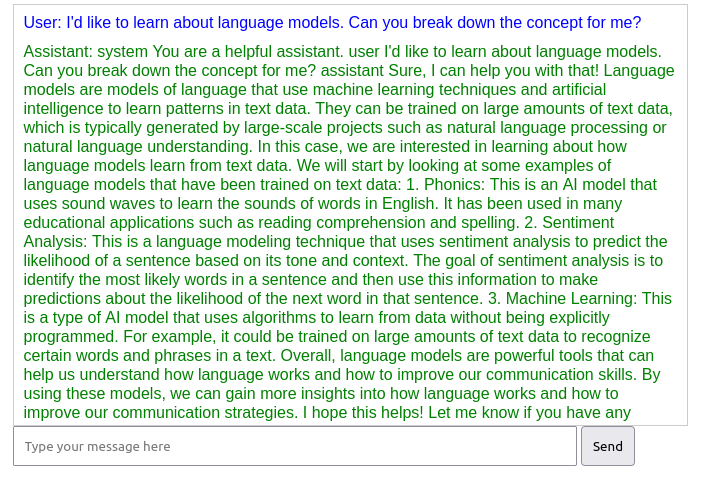 User: I'd like to learn about language models. Can you break down the concept for me?
Assistant: system You are a helpful assistant. user I'd like to learn about language models.
Can you break down the concept for me? assistant Sure, I can help you with that! Language
models are models of language that use machine learning techniques and artificial
intelligence to learn patterns in text data. They can be trained on large amounts of text data,
which is typically generated by large-scale projects such as natural language processing or
natural language understanding. In this case, we are interested in learning about how
language models learn from text data. We will start by looking at some examples of
language models that have been trained on text data: 1. Phonics: This is an AI model that
uses sound waves to learn the sounds of words in English. It has been used in many
educational applications such as reading comprehension and spelling. 2. Sentiment
Analysis: This is a language modeling technique that uses sentiment analysis to predict the
likelihood of a sentence based on its tone and context. The goal of sentiment analysis is to
identify the most likely words in a sentence and then use this information to make
predictions about the likelihood of the next word in that sentence. 3. Machine Learning: This
is a type of AI model that uses algorithms to learn from data without being explicitly
programmed. For example, it could be trained on large amounts of text data to recognize
certain words and phrases in a text. Overall, language models are powerful tools that can
help us understand how language works and how to improve our communication skills. By
using these models, we can gain more insights into how language works and how to
improve our communication strategies. I hope this helps! Let me know if you have any
Type your message here
Send